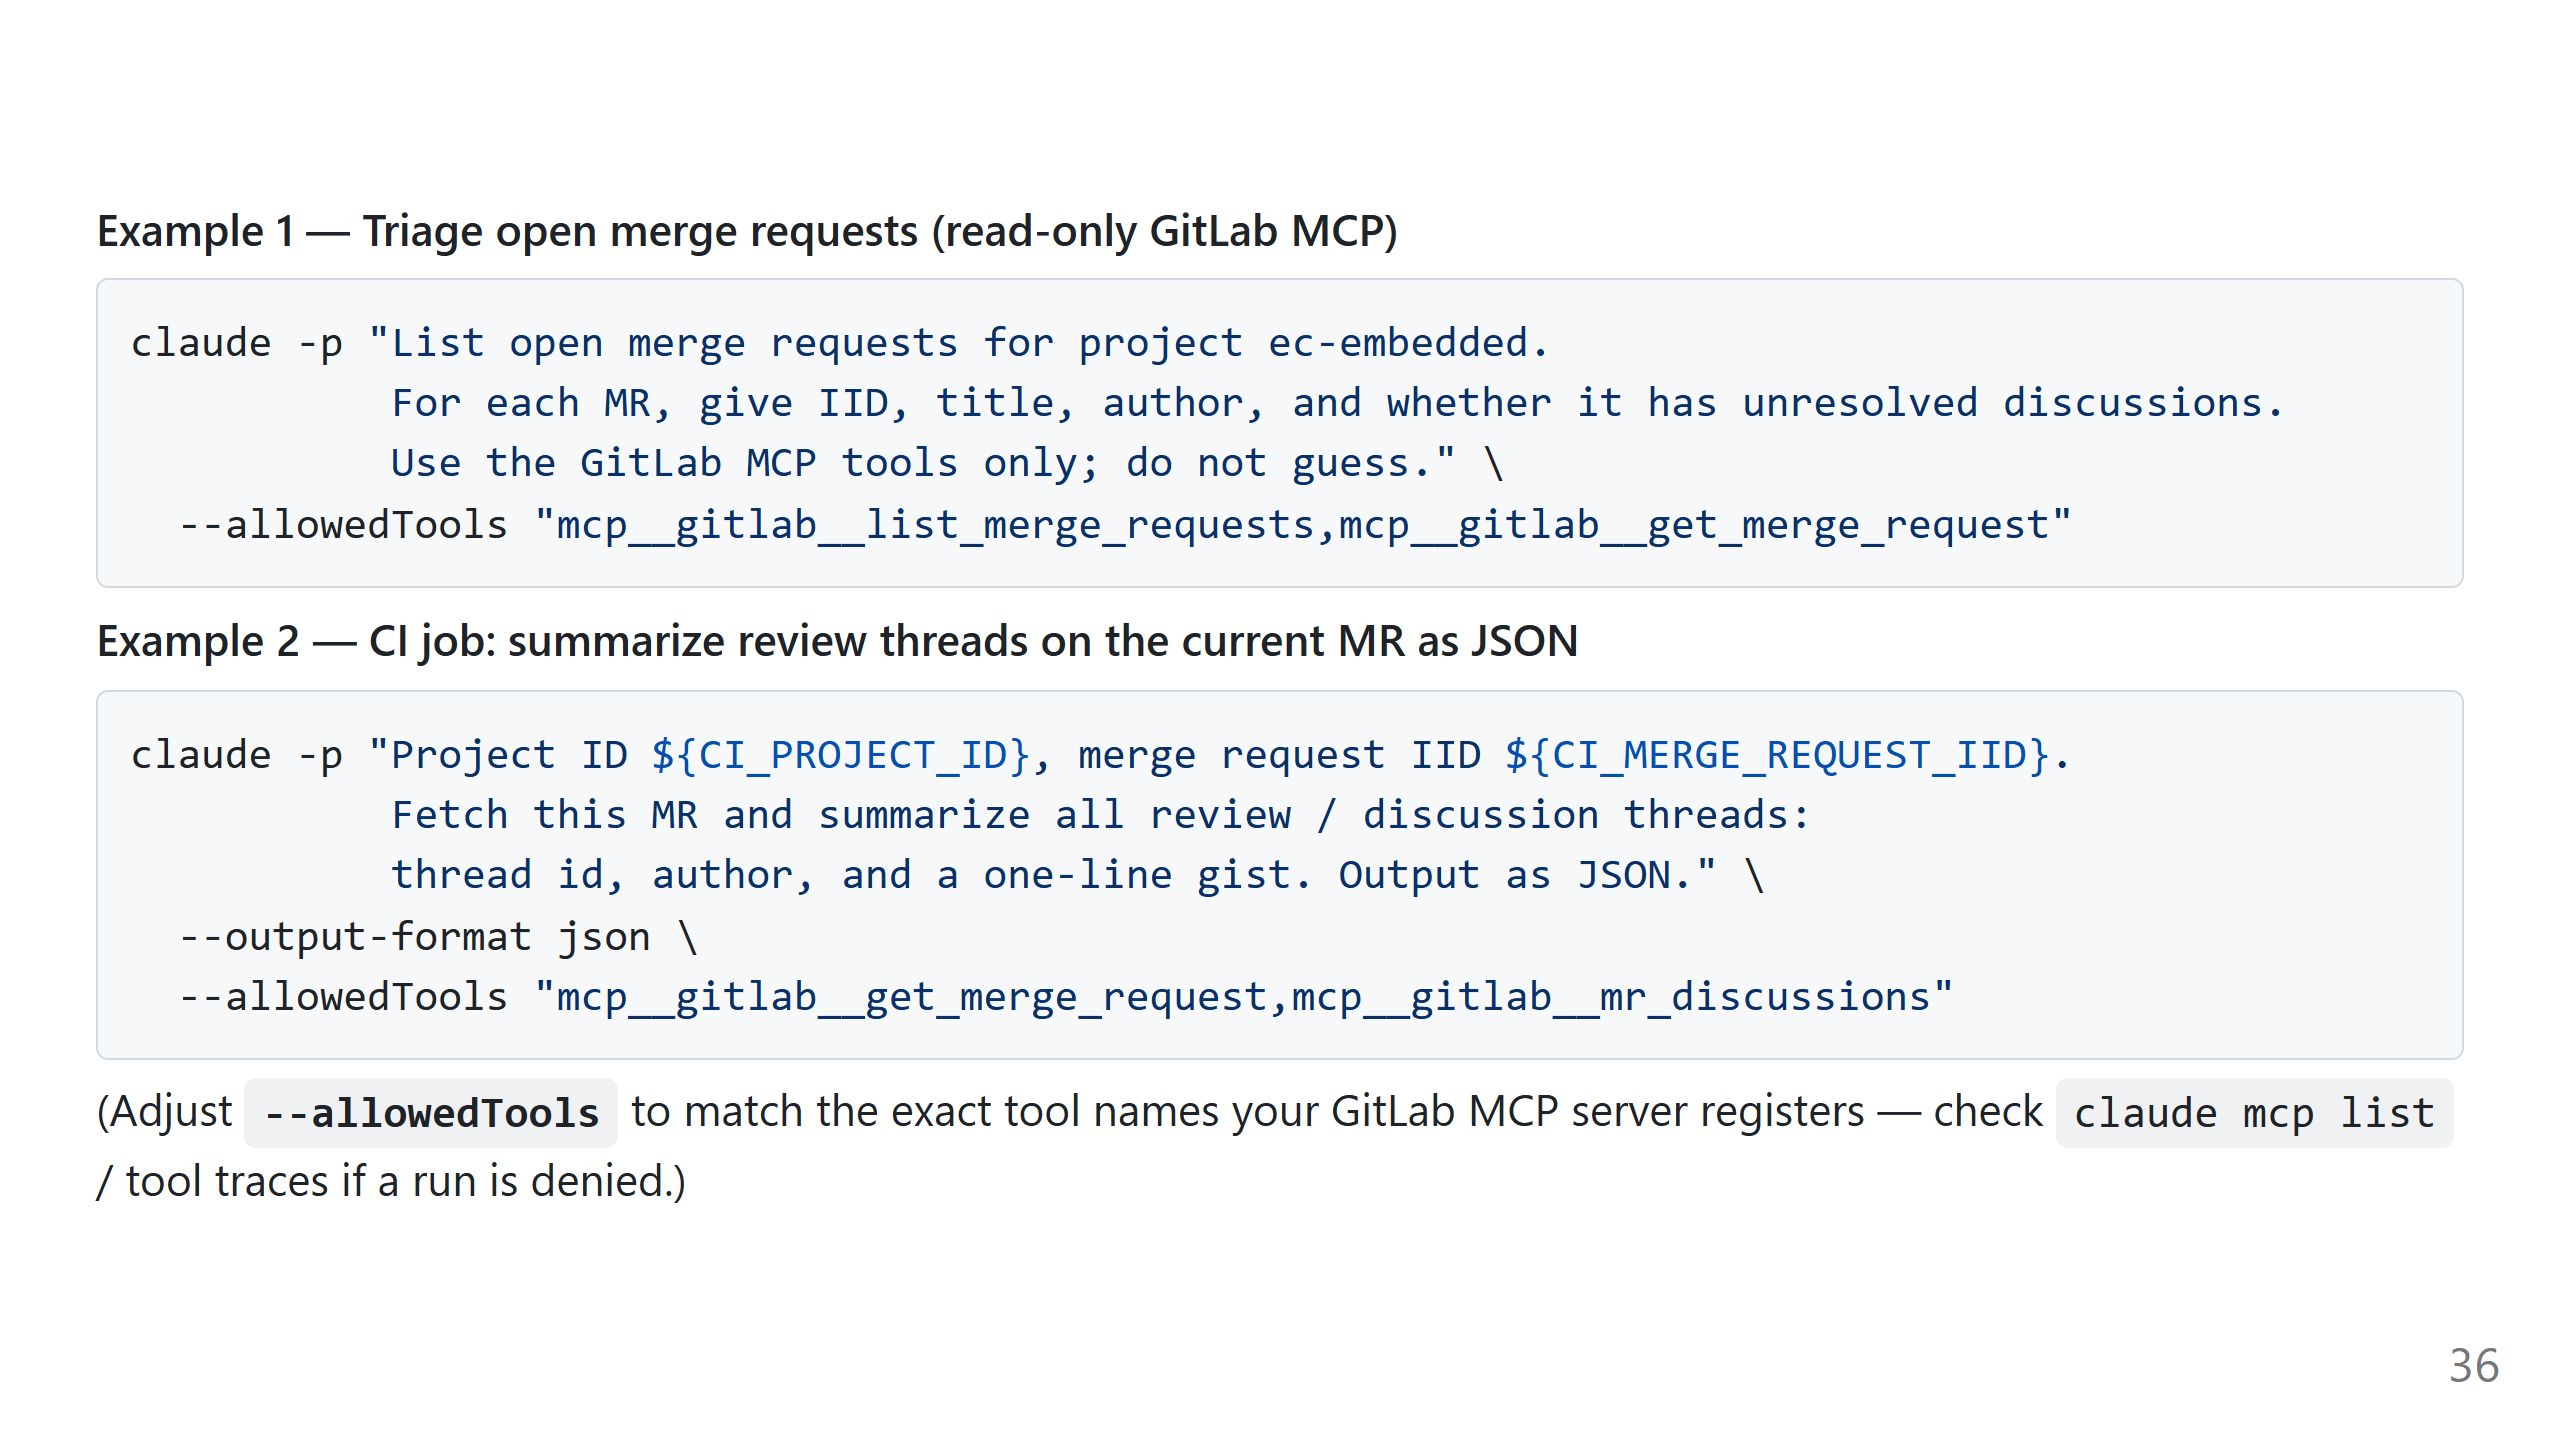 Example 1 — Triage open merge requests (read-only GitLab MCP)
claude -p "List open merge requests for project ec-embedded.
For each MR, give IID, title, author, and whether it has unresolved discussions.
Use the GitLab MCP tools only; do not guess." \
--allowedTools "mcp__gitlab__list_merge_requests,mcp__gitlab__get_merge_request"
Example 2 — CI job: summarize review threads on the current MR as JSON
claude -p "Project ID ${CI_PROJECT_ID}, merge request IID ${CI_MERGE_REQUEST_IID}.
Fetch this MR and summarize all review / discussion threads:
thread id, author, and a one-line gist. Output as JSON." \
--output-format json \
--allowedTools "mcp__gitlab__get_merge_request,mcp__gitlab__mr_discussions"
(Adjust --allowedTools to match the exact tool names your GitLab MCP server registers — check claude mcp list
/ tool traces if a run is denied.)
36